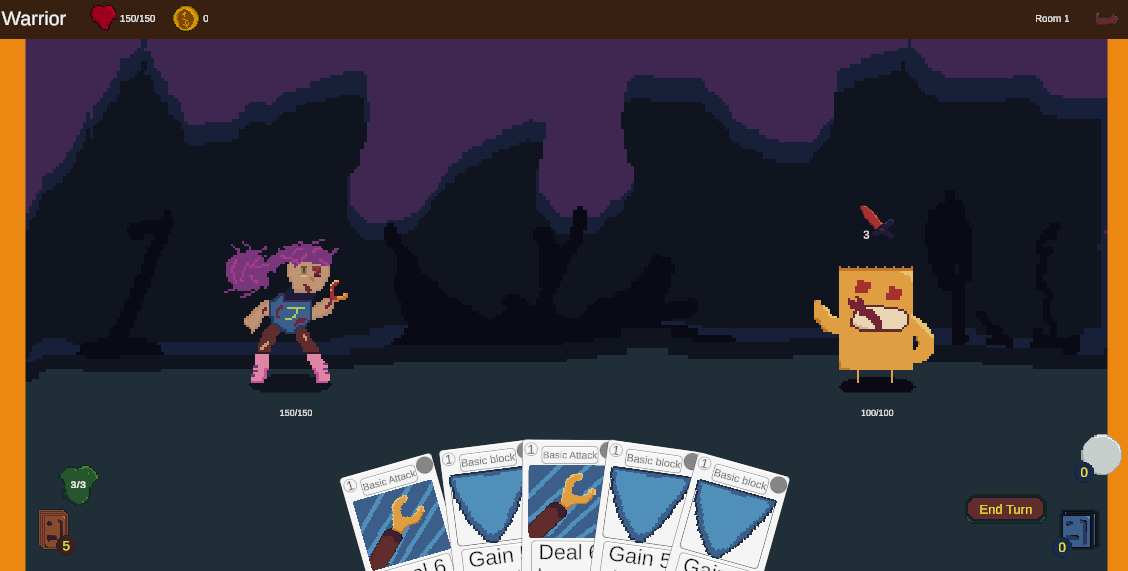 Warrior
150/150
0
Room 1
3
150/150
100/100
3/3
5
0
End Turn
0
1
Basic Attack
1
Basic block
Gain
1
Basic Attack
Deal 6
1
Basic block
Gain 5
1
Basic block